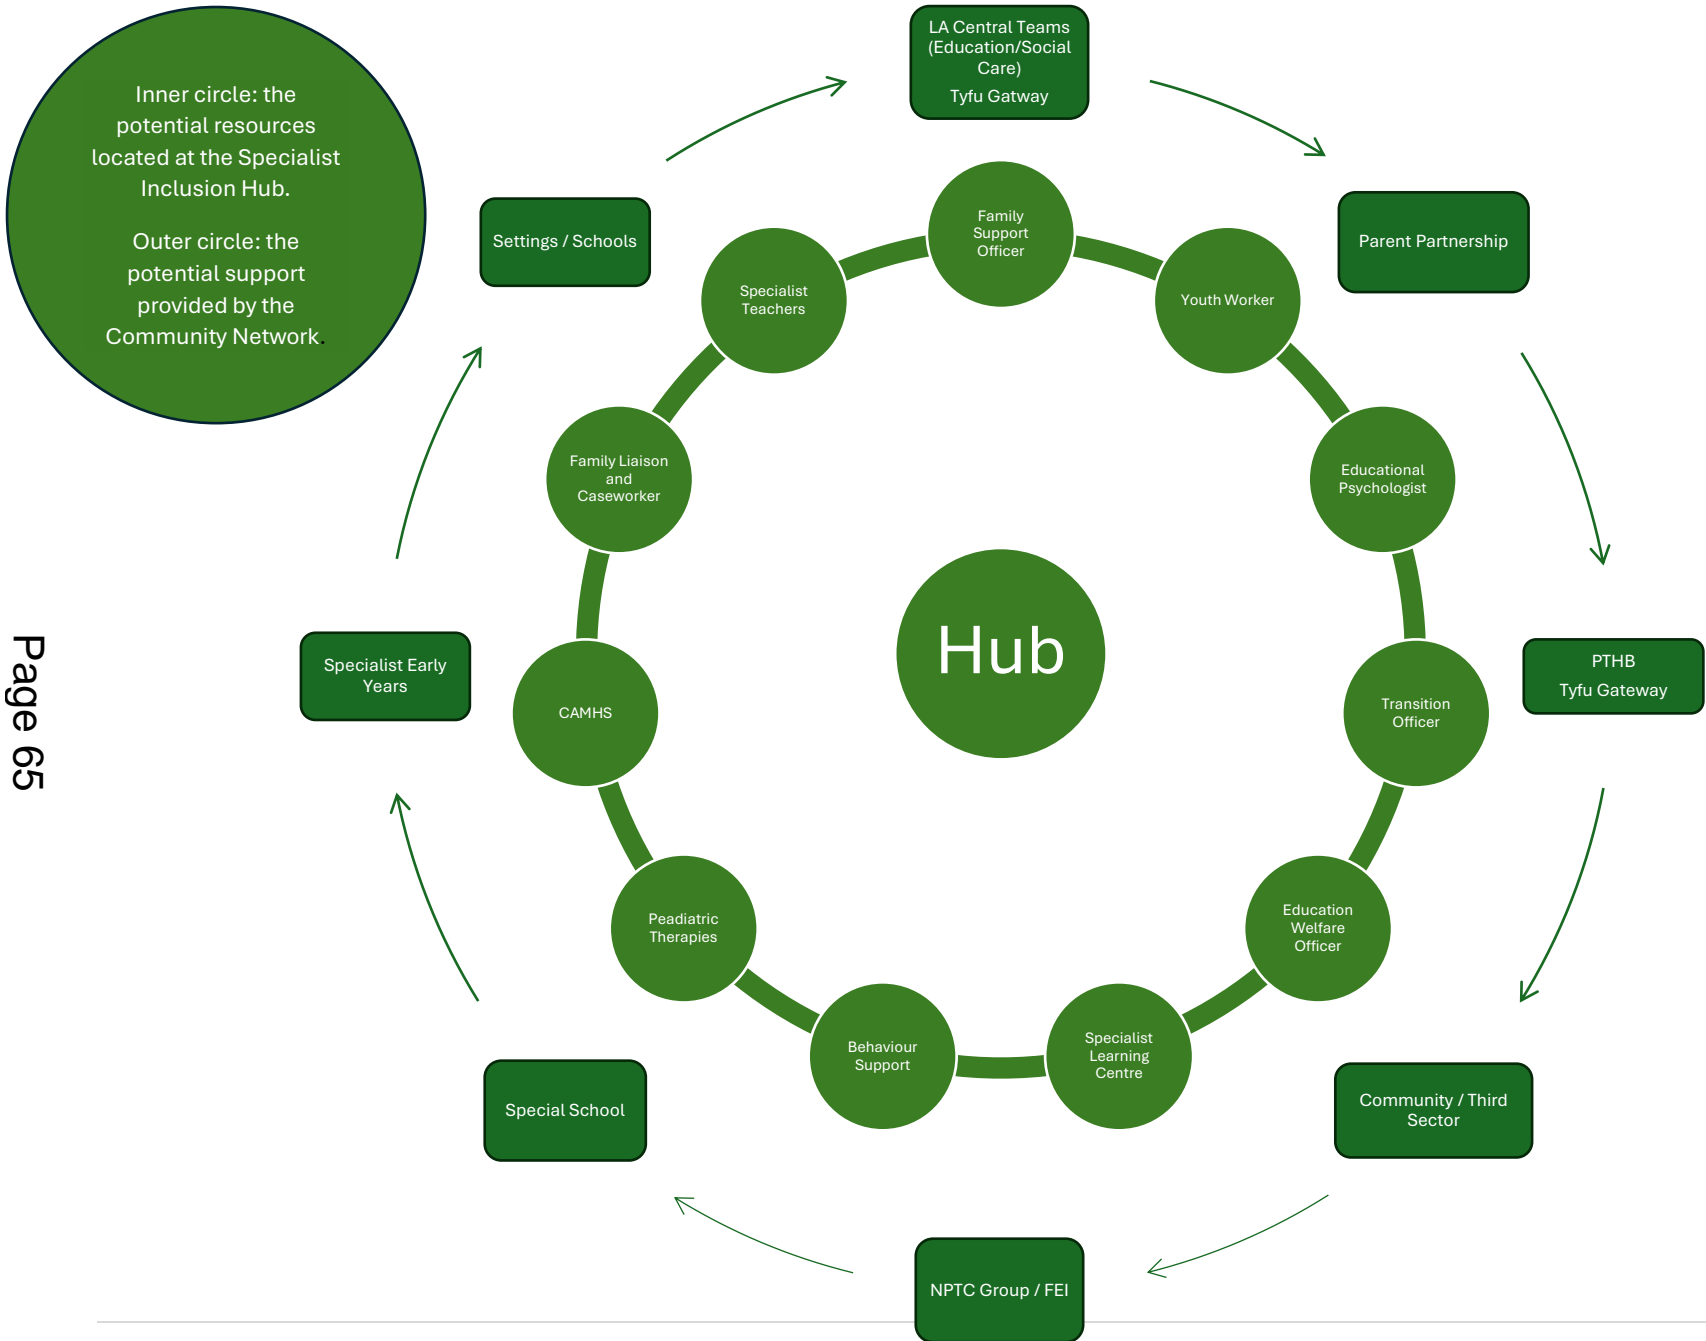 Inner circle: the
potential resources
located at the Specialist
Inclusion Hub.
Outer circle: the
potential support
provided by the
Community Network.
LA Central Teams
(Education/Social
Care)
Tyfu Gatway
Parent Partnership
PTHB
Tyfu Gateway
Community / Third
Sector
NPTC Group / FEI
Special School
Specialist Early
Years
Settings / Schools
Family
Support
Officer
Youth Worker
Educational
Psychologist
Transition
Officer
Education
Welfare
Officer
Specialist
Learning
Centre
Behaviour
Support
Peadiatric
Therapies
CAMHS
Family Liaison
and
Caseworker
Specialist
Teachers
Hub
Page 65